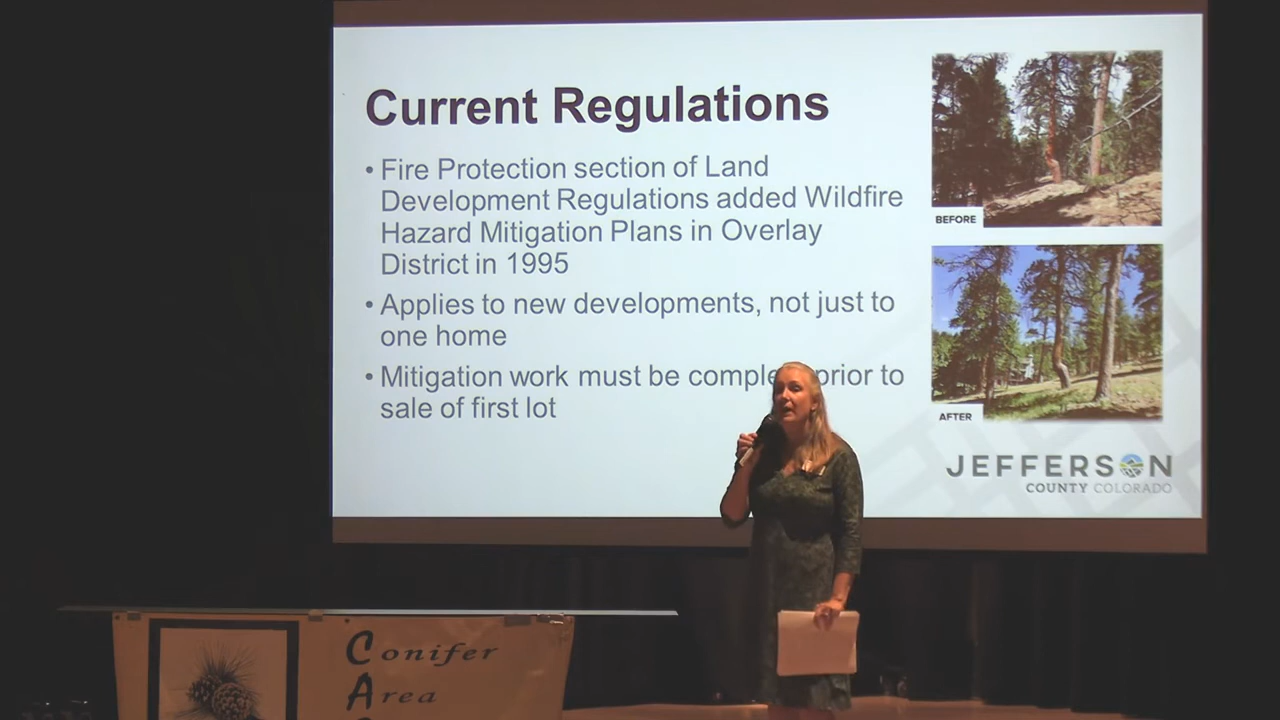 Current Regulations
• Fire Protection section of Land
Development Regulations added Wildfire
Hazard Mitigation Plans in Overlay
District in 1995
• Applies to new developments, not just to
one home
• Mitigation work must be comple prior to
sale of first lot
BEFORE
AFTER
JEFFERSON
COUNTY COLORADO
Conifer
Area
C